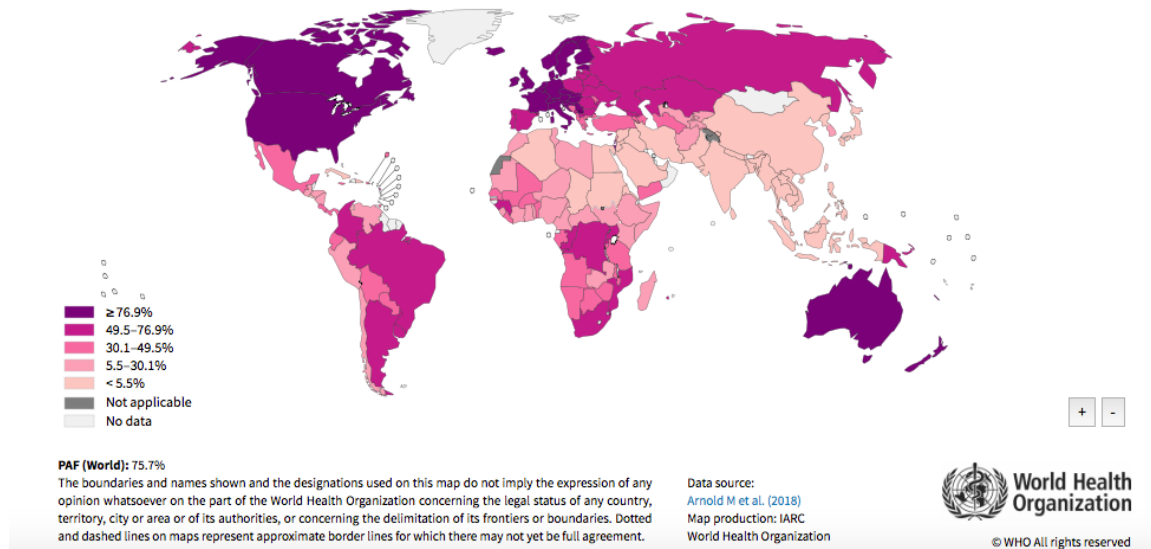 ≥ 76.9%
49.5–76.9%
30.1–49.5%
5.5–30.1%
< 5.5%
Not applicable
No data
+ -
PAF (World): 75.7%
The boundaries and names shown and the designations used on this map do not imply the expression of any
opinion whatsoever on the part of the World Health Organization concerning the legal status of any country,
territory, city or area or of its authorities, or concerning the delimitation of its frontiers or boundaries. Dotted
and dashed lines on maps represent approximate border lines for which there may not yet be full agreement.
Data source:
Arnold M et al. (2018)
Map production: IARC
World Health Organization
World Health
Organization
© WHO All rights reserved